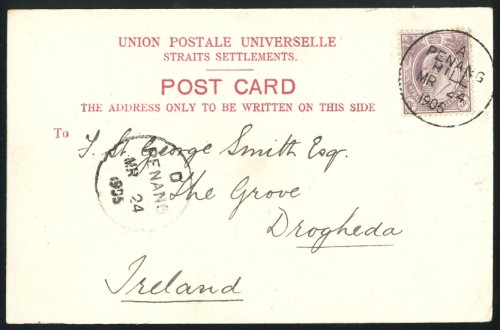 UNION POSTALE UNIVERSELLE
STRAITS SETTLEMENTS.
POST CARD
THE ADDRESS ONLY TO BE WRITTEN ON THIS SIDE
A
PENANG
HILL
MR 24
1905
To
St. George Smith Esq.
The Grove
Drogheda
Ireland
D
PENANG
MR 24
1905